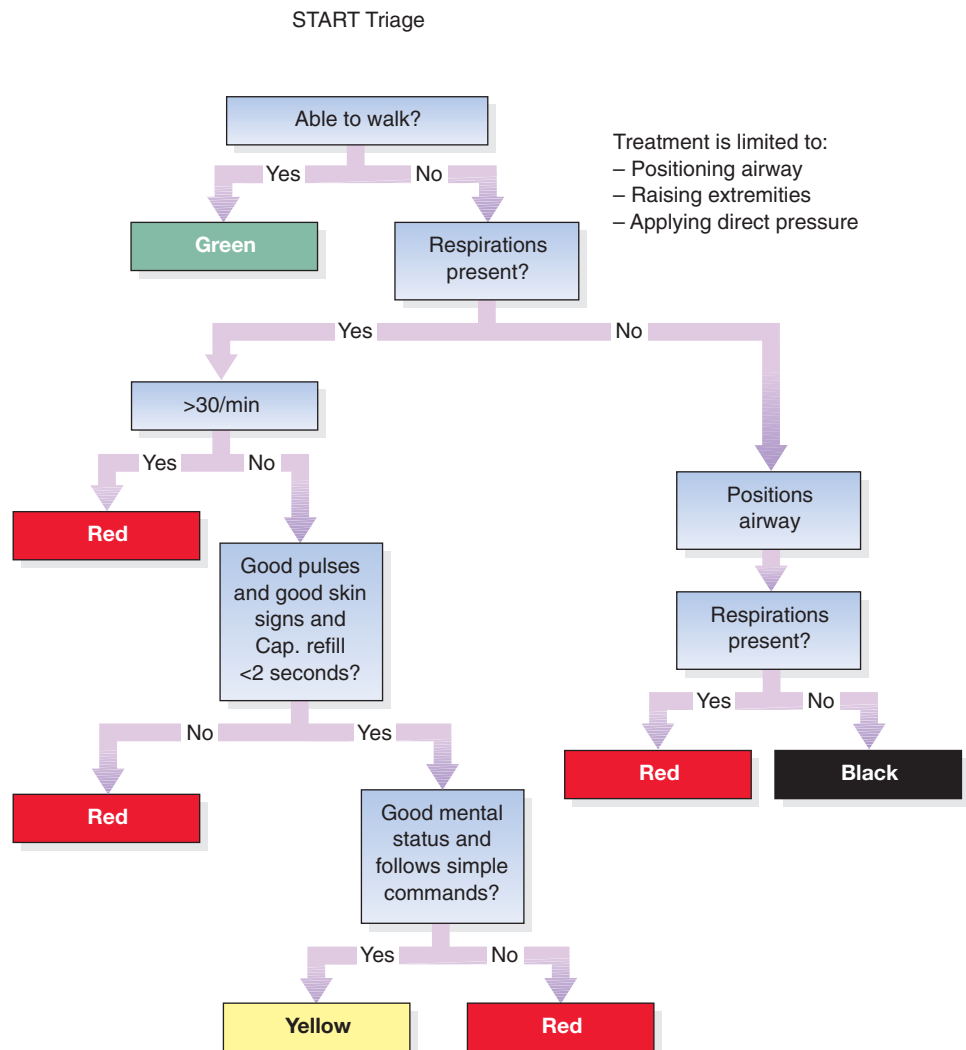 START Triage
Able to walk?
Treatment is limited to:
– Positioning airway
– Raising extremities
– Applying direct pressure
Yes
No
Green
Respirations
present?
Yes
No
>30/min
Yes
No
Red
Positions
airway
Good pulses
and good skin
signs and
Cap. refill
<2 seconds?
Respirations
present?
Yes
No
No
Yes
Red
Black
Red
Good mental
status and
follows simple
commands?
Yes
No
Yellow
Red